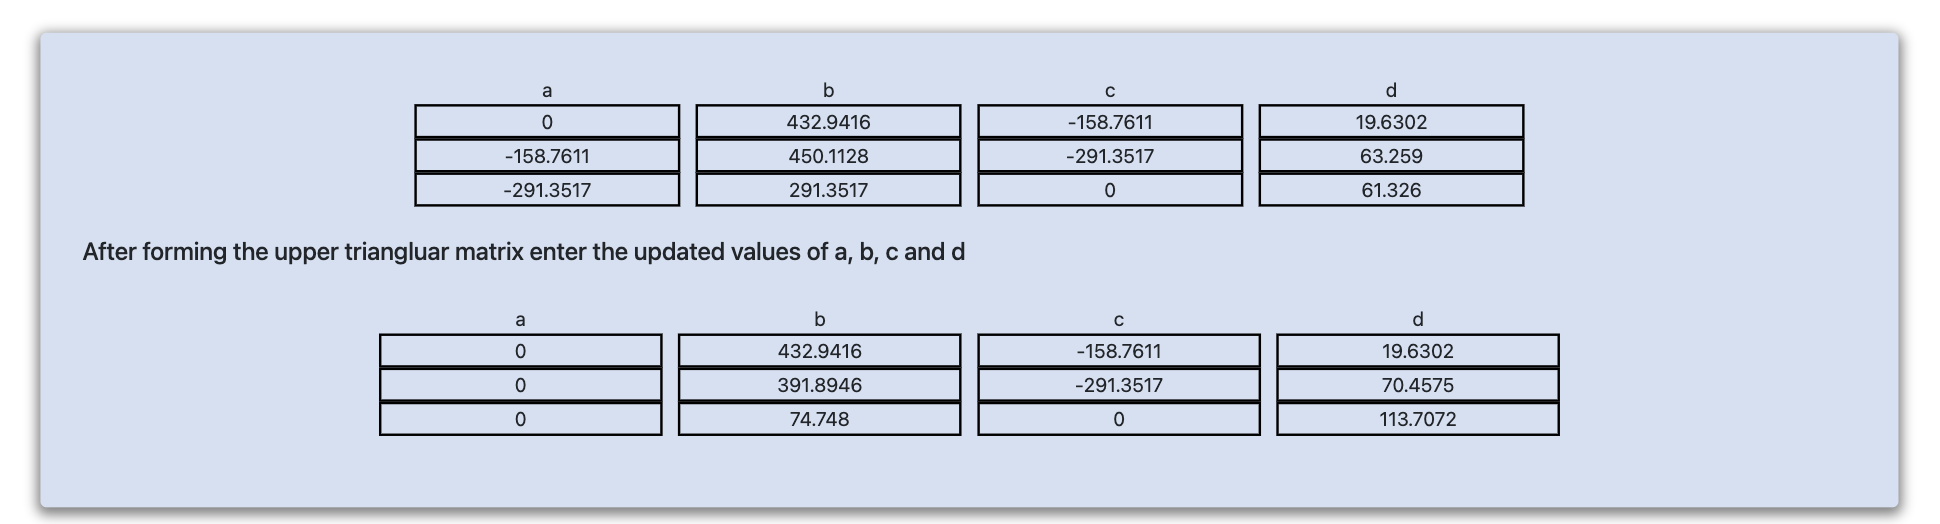 a b c d
0 432.9416 -158.7611 19.6302
-158.7611 450.1128 -291.3517 63.259
-291.3517 291.3517 0 61.326
After forming the upper triangluar matrix enter the updated values of a, b, c and d
a b c d
0 432.9416 -158.7611 19.6302
0 391.8946 -291.3517 70.4575
0 74.748 0 113.7072